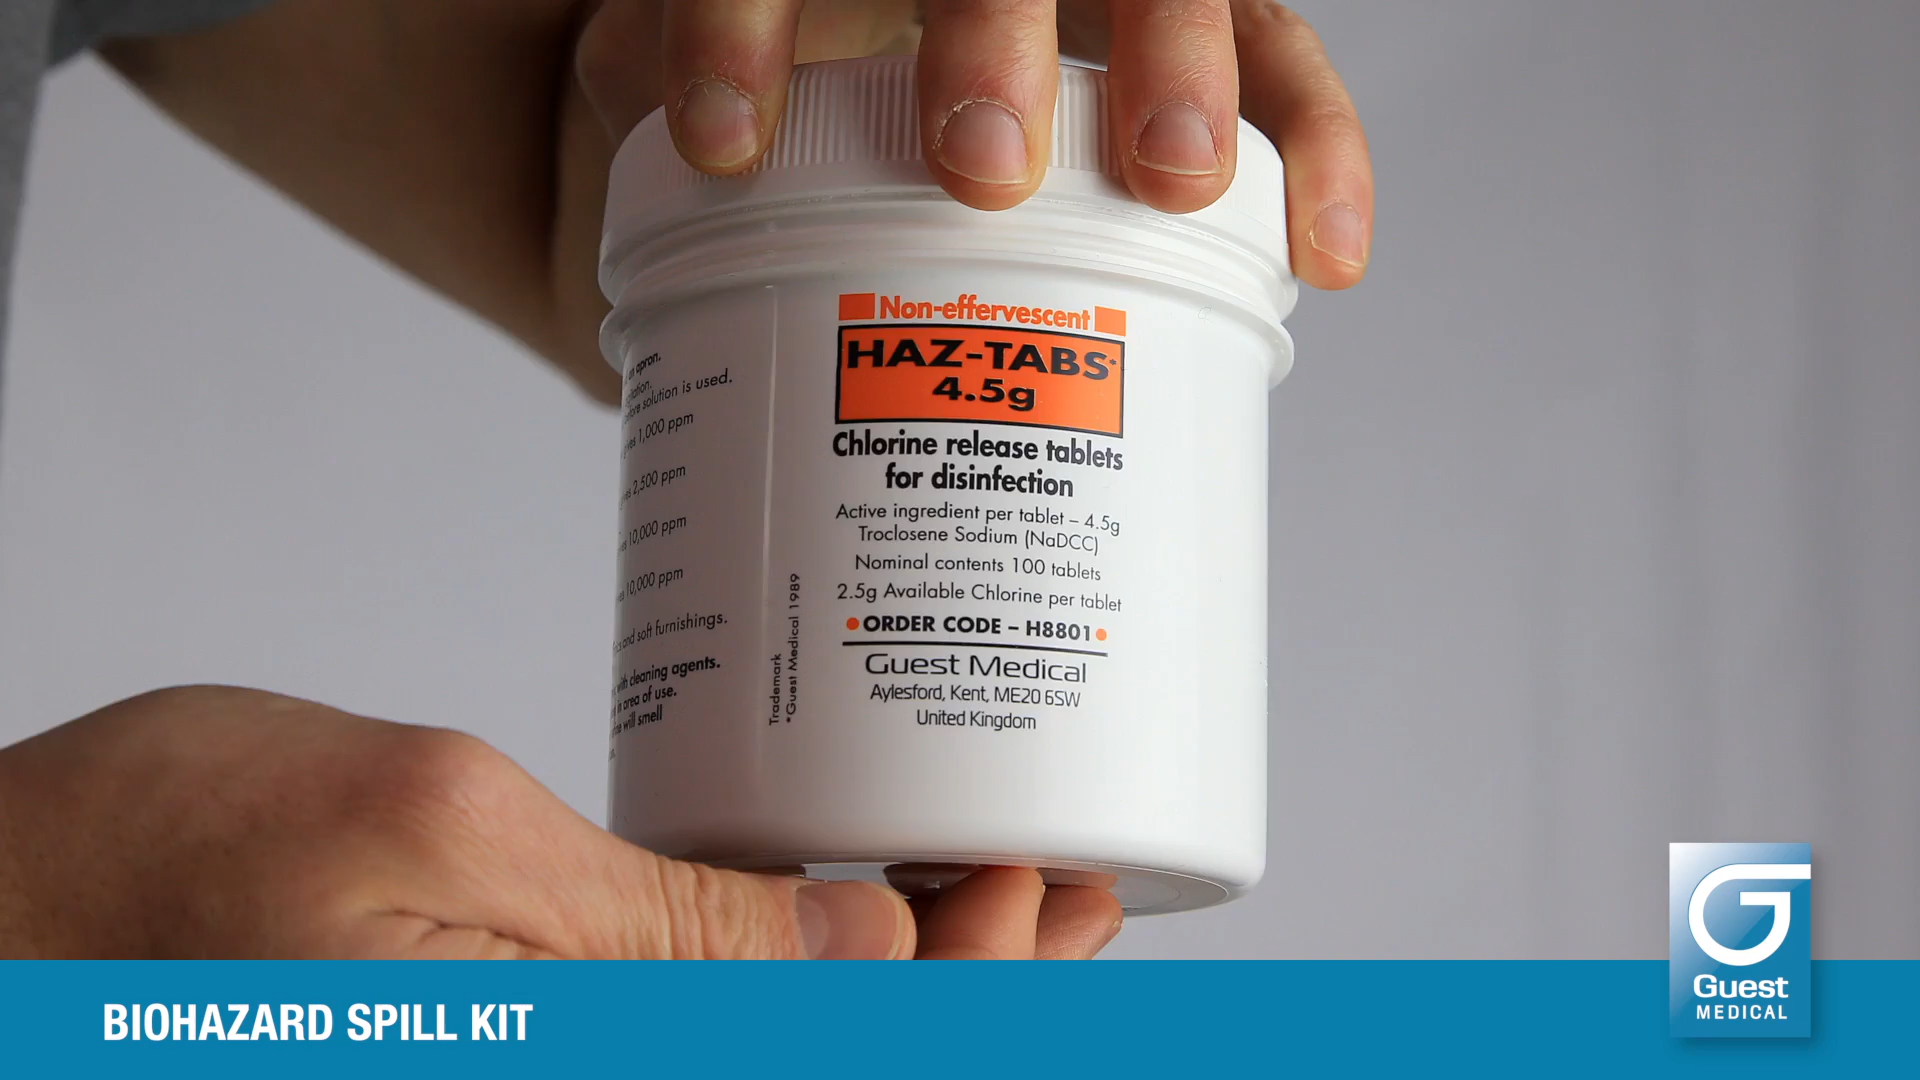 Non-effervescent
HAZ-TABS*
4.5g
Chlorine release tablets
for disinfection
Active ingredient per tablet – 4.5g
Troclosene Sodium (NaDCC)
Nominal contents 100 tablets
2.5g Available Chlorine per tablet
ORDER CODE – H8801
Guest Medical
Aylesford, Kent, ME20 6SW
United Kingdom
Trademark
*Guest Medical 1989
an apron.
solution is used.
1,000 ppm
2,500 ppm
10,000 ppm
10,000 ppm
and soft furnishings.
with cleaning agents.
area of use.
will smell
BIOHAZARD SPILL KIT
Guest
MEDICAL